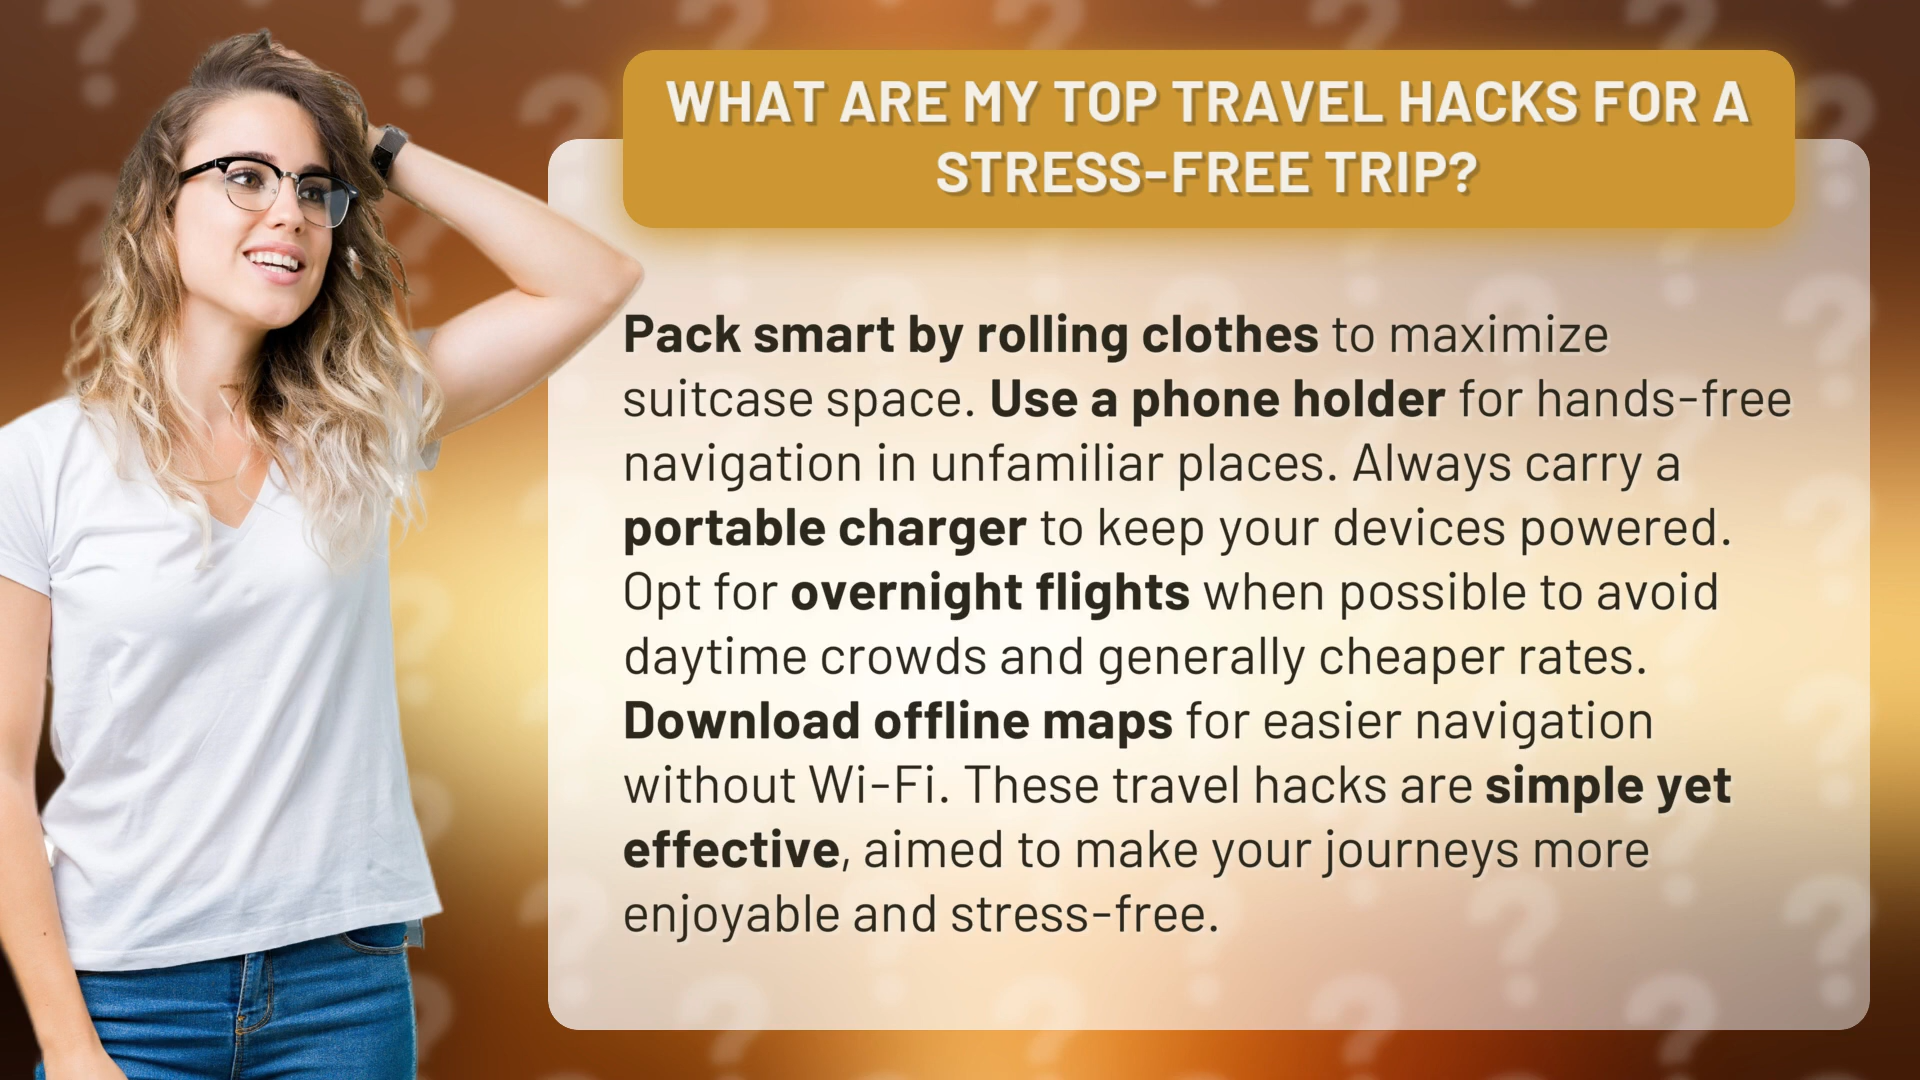 WHAT ARE MY TOP TRAVEL HACKS FOR A
STRESS-FREE TRIP?
Pack smart by rolling clothes to maximize
suitcase space. Use a phone holder for hands-free
navigation in unfamiliar places. Always carry a
portable charger to keep your devices powered.
Opt for overnight flights when possible to avoid
daytime crowds and generally cheaper rates.
Download offline maps for easier navigation
without Wi-Fi. These travel hacks are simple yet
effective, aimed to make your journeys more
enjoyable and stress-free.